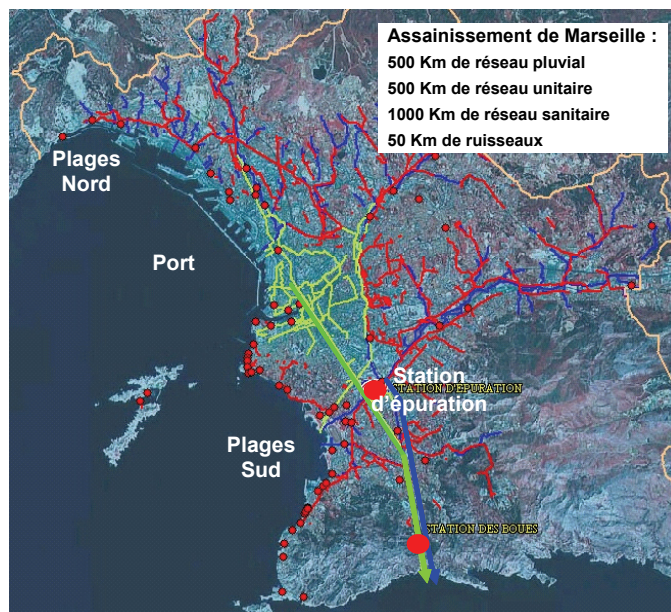 Assainissement de Marseille :
500 Km de réseau pluvial
500 Km de réseau unitaire
1000 Km de réseau sanitaire
50 Km de ruisseaux
Plages
Nord
Port
Station
STATION D'EPURATION
d'épuration
Plages
Sud
STATION DES BOUES